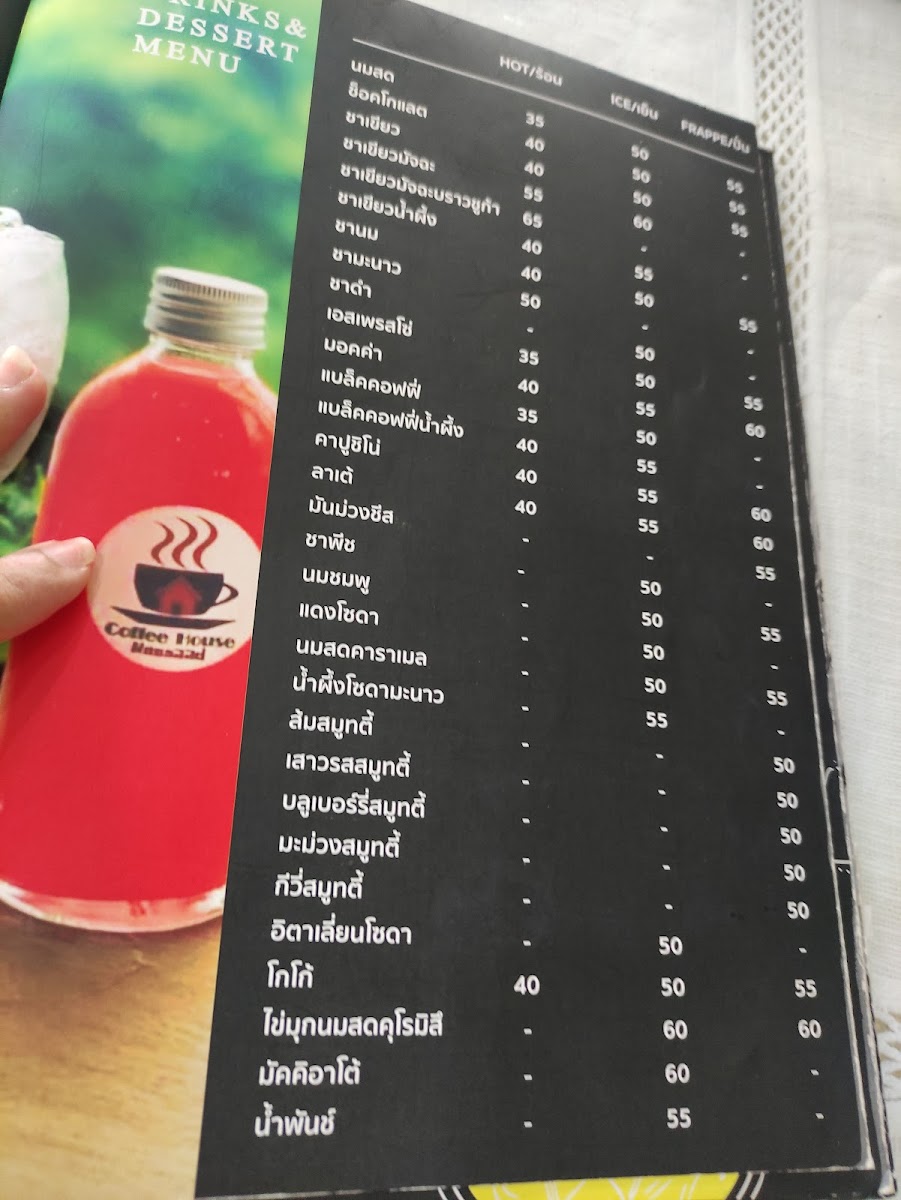 RINKS&
DESSERT
MENU
HOT/ร้อน ICE/เย็น FRAPPE/ปั่น
นมสด 35 50 55
ช็อคโกแลต 40 50 55
ชาเขียว 40 50 55
ชาเขียวมัจฉะ 55 60 -
ชาเขียวมัจฉะบราวชูก้า 65 - -
ชาเขียวน้ำผึ้ง 40 55
ชานม 40 50 55
ชามะนาว 50 - -
ชาดำ - 50 -
เอสเพรสโซ่ 35 50 55
มอคค่า 40 55 60
แบล็คคอฟฟี่ 35 50 -
แบล็คคอฟฟี่น้ำผึ้ง 40 55 -
คาปูชิโน่ 40 55 60
ลาเต้ 40 55 60
มันม่วงชีส - - 55
ชาพีช - 50 -
นมชมพู - 50 55
แดงโซดา - 50 -
นมสดคาราเมล - 50 55
น้ำผึ้งโซดามะนาว - 55 -
ส้มสมูทตี้ - - 50
เสาวรสสมูทตี้ - - 50
บลูเบอร์รี่สมูทตี้ - - 50
มะม่วงสมูทตี้ - - 50
กีวี่สมูทตี้ - - 50
อิตาเลี่ยนโซดา - 50 -
โกโก้ 40 50 55
ไข่มุกนมสดคุโรมิสึ - 60 60
มัคคิอาโต้ - 60 -
น้ำพันช์ - 55 -
Coffee House